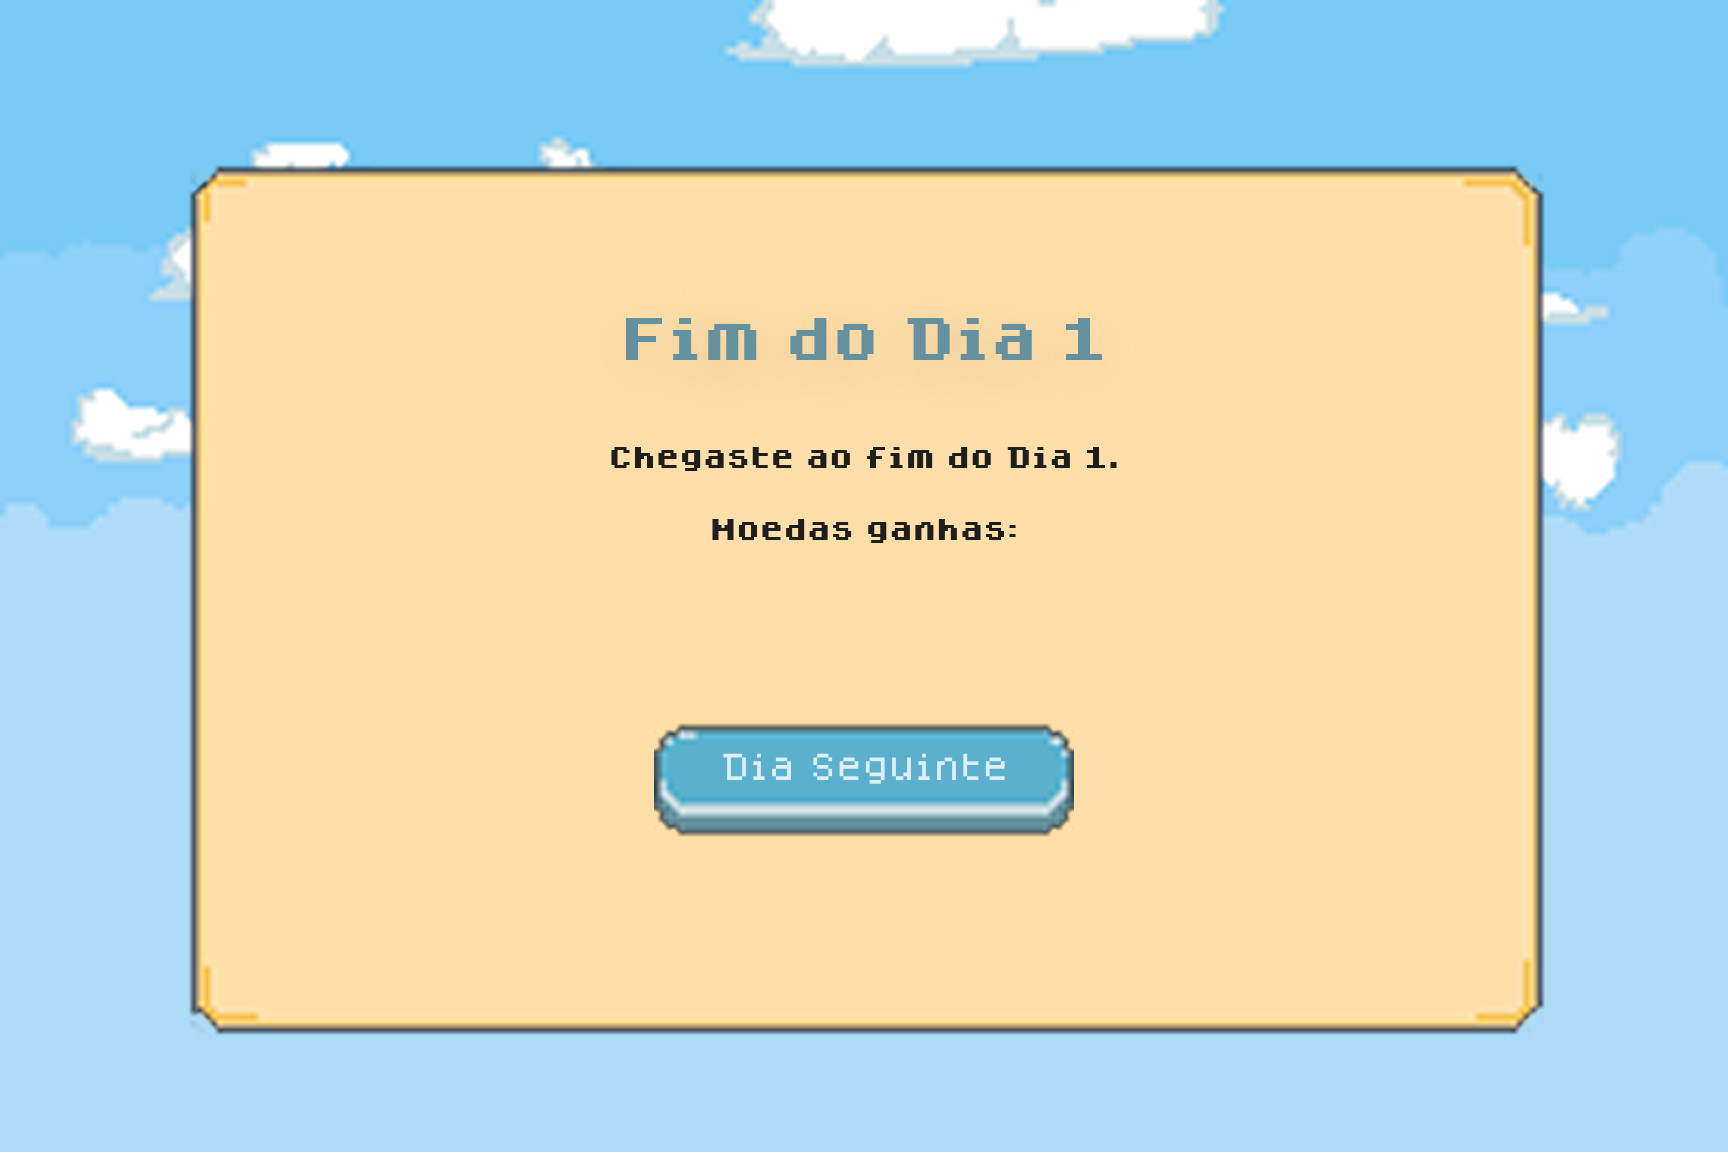 Fim do Dia 1
Chegaste ao fim do Dia 1.
Moedas ganhas:
Dia Seguinte